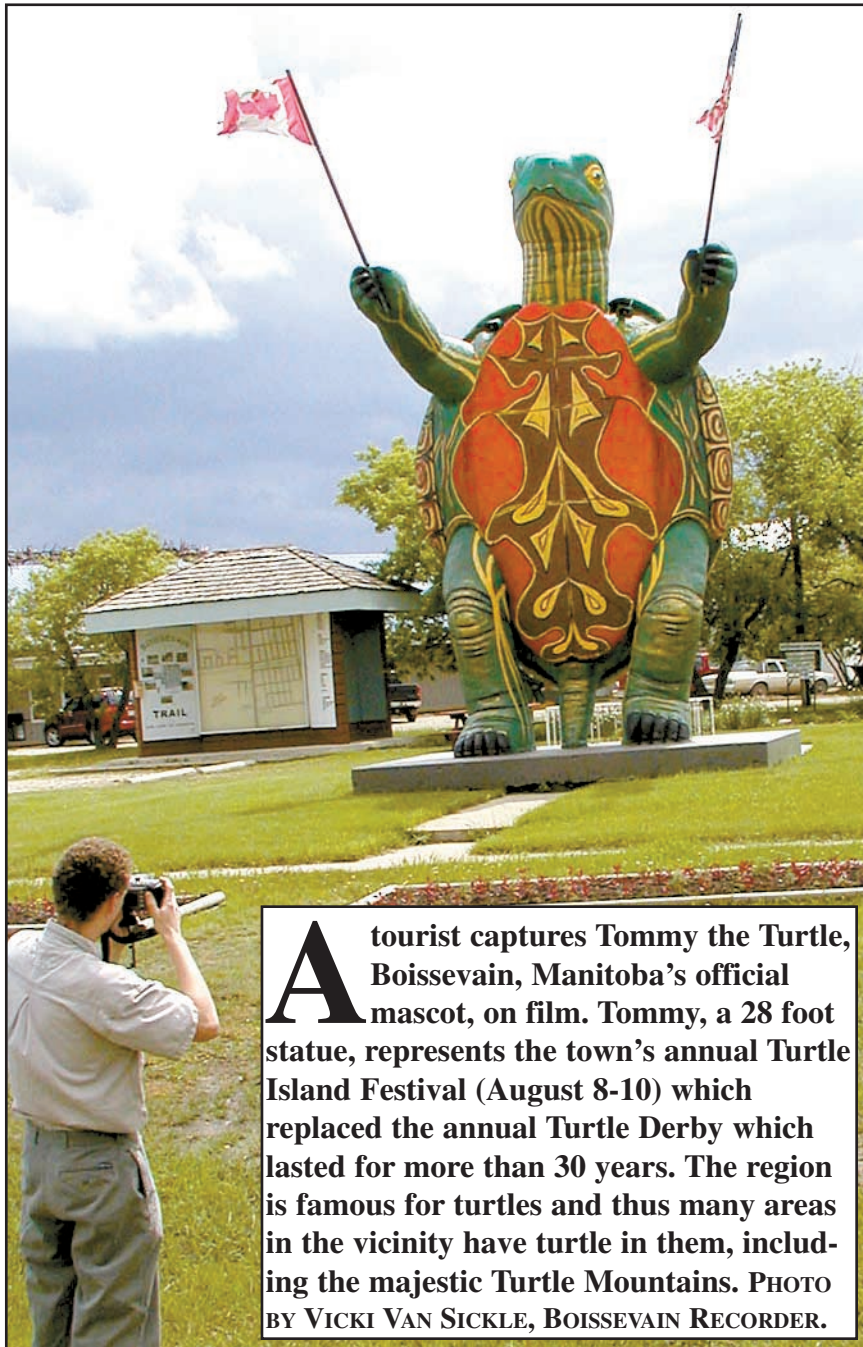 TRAIL
A tourist captures Tommy the Turtle,
Boissevain, Manitoba's official
mascot, on film. Tommy, a 28 foot
statue, represents the town's annual Turtle
Island Festival (August 8-10) which
replaced the annual Turtle Derby which
lasted for more than 30 years. The region
is famous for turtles and thus many areas
in the vicinity have turtle in them, includ-
ing the majestic Turtle Mountains. PHOTO
BY VICKI VAN SICKLE, BOISSEVAIN RECORDER.